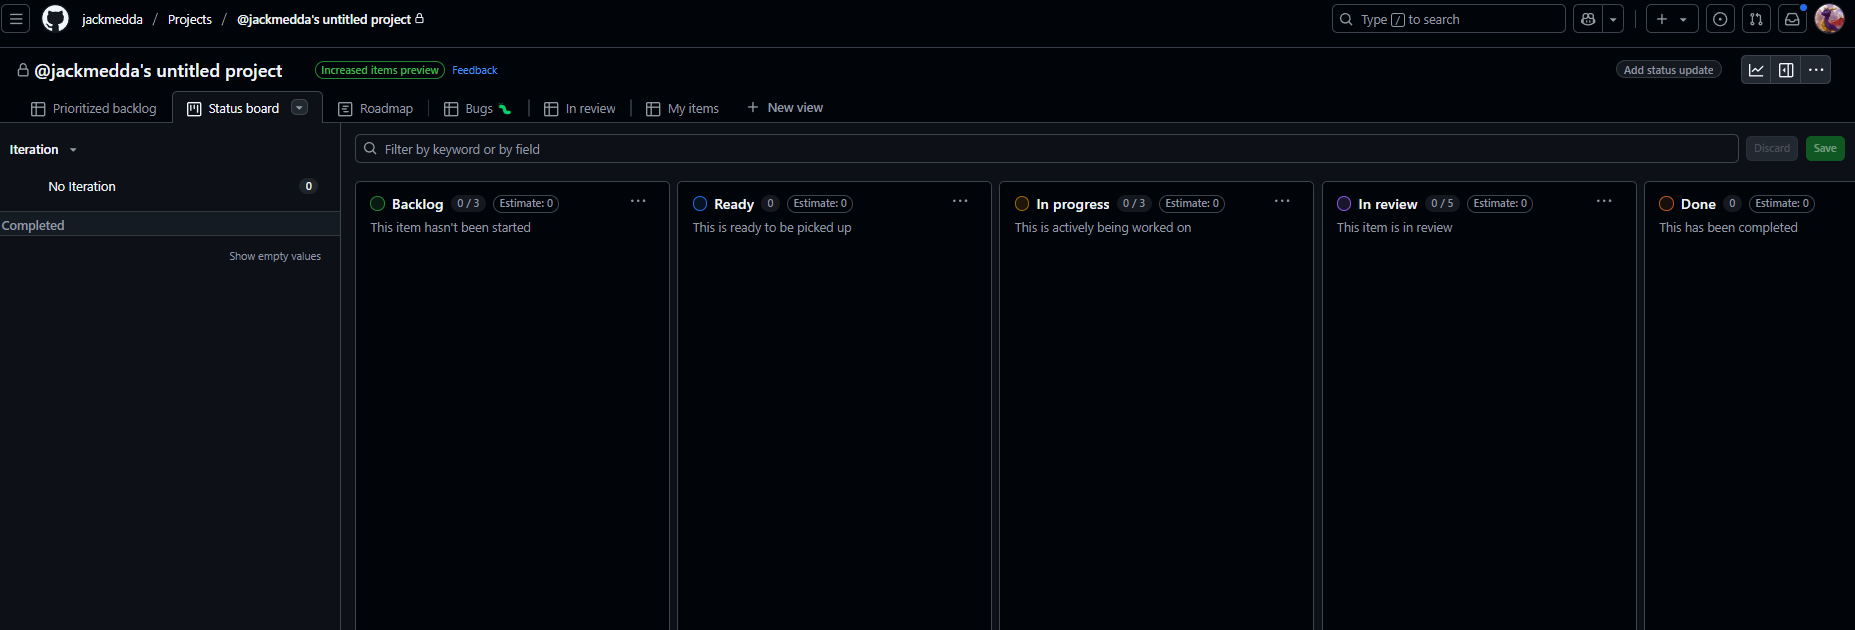 jackmedda / Projects / @jackmedda's untitled project
Type / to search
@jackmedda's untitled project
Increased items preview
Feedback
Add status update
Prioritized backlog
Status board
Roadmap
Bugs
In review
My items
+ New view
Iteration
No Iteration 0
Completed
Show empty values
Filter by keyword or by field
Discard
Save
Backlog 0 / 3 Estimate: 0
This item hasn't been started
Ready 0 Estimate: 0
This is ready to be picked up
In progress 0 / 3 Estimate: 0
This is actively being worked on
In review 0 / 5 Estimate: 0
This item is in review
Done 0 Estimate: 0
This has been completed